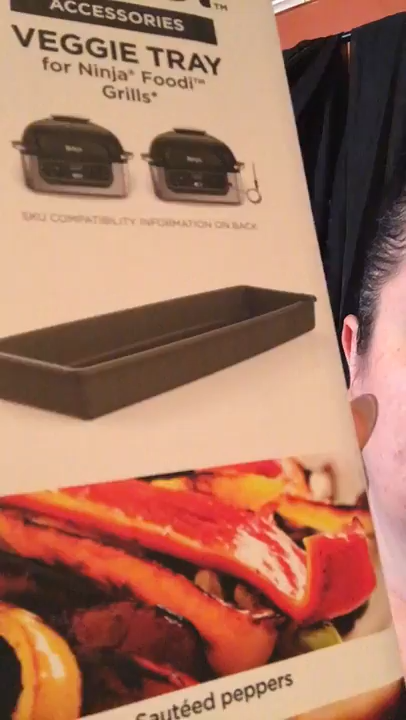 ACCESSORIES
VEGGIE TRAY
for Ninja® Foodi™
Grills*
SKU COMPATIBILITY INFORMATION ON BACK
Sautéed peppers